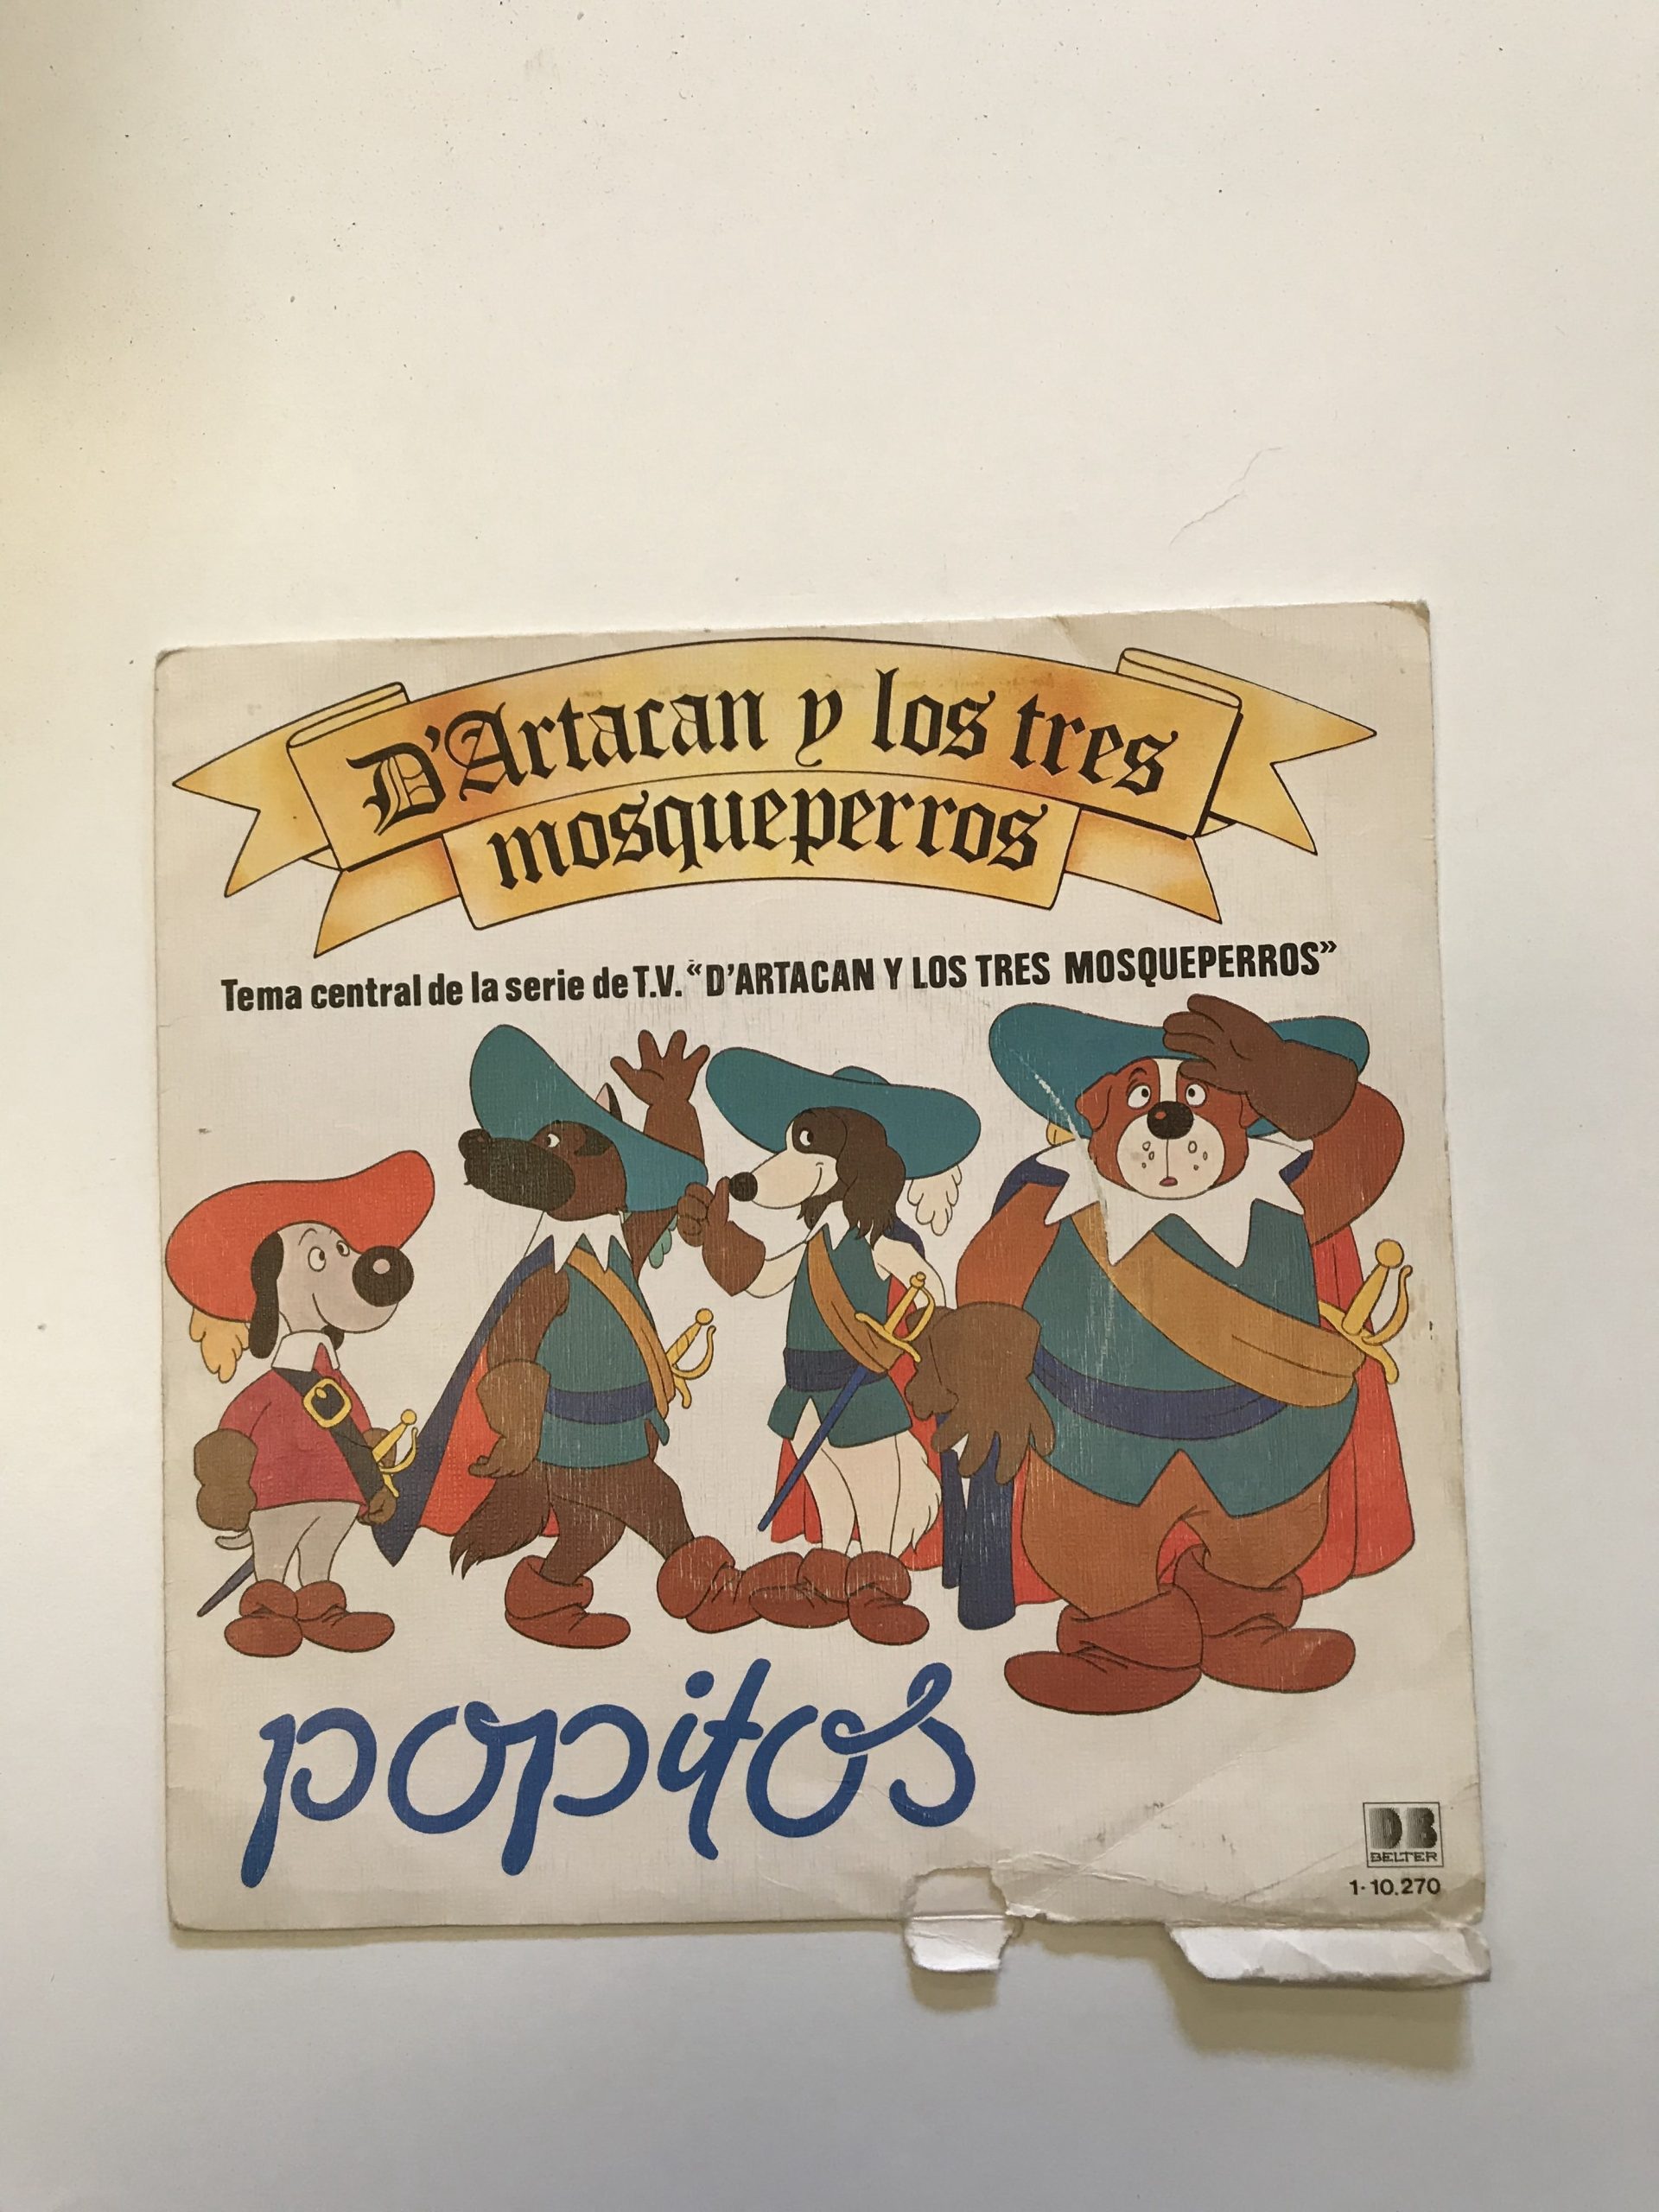 D'Artacan y los tres
mosqueperros
Tema central de la serie de T.V. “D'ARTACAN Y LOS TRES MOSQUEPERROS”
popitos
DB
BELTER
1-10.270